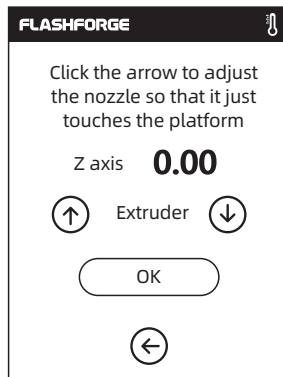 FLASHFORGE
Click the arrow to adjust
the nozzle so that it just
touches the platform
Z axis 0.00
Extruder
OK